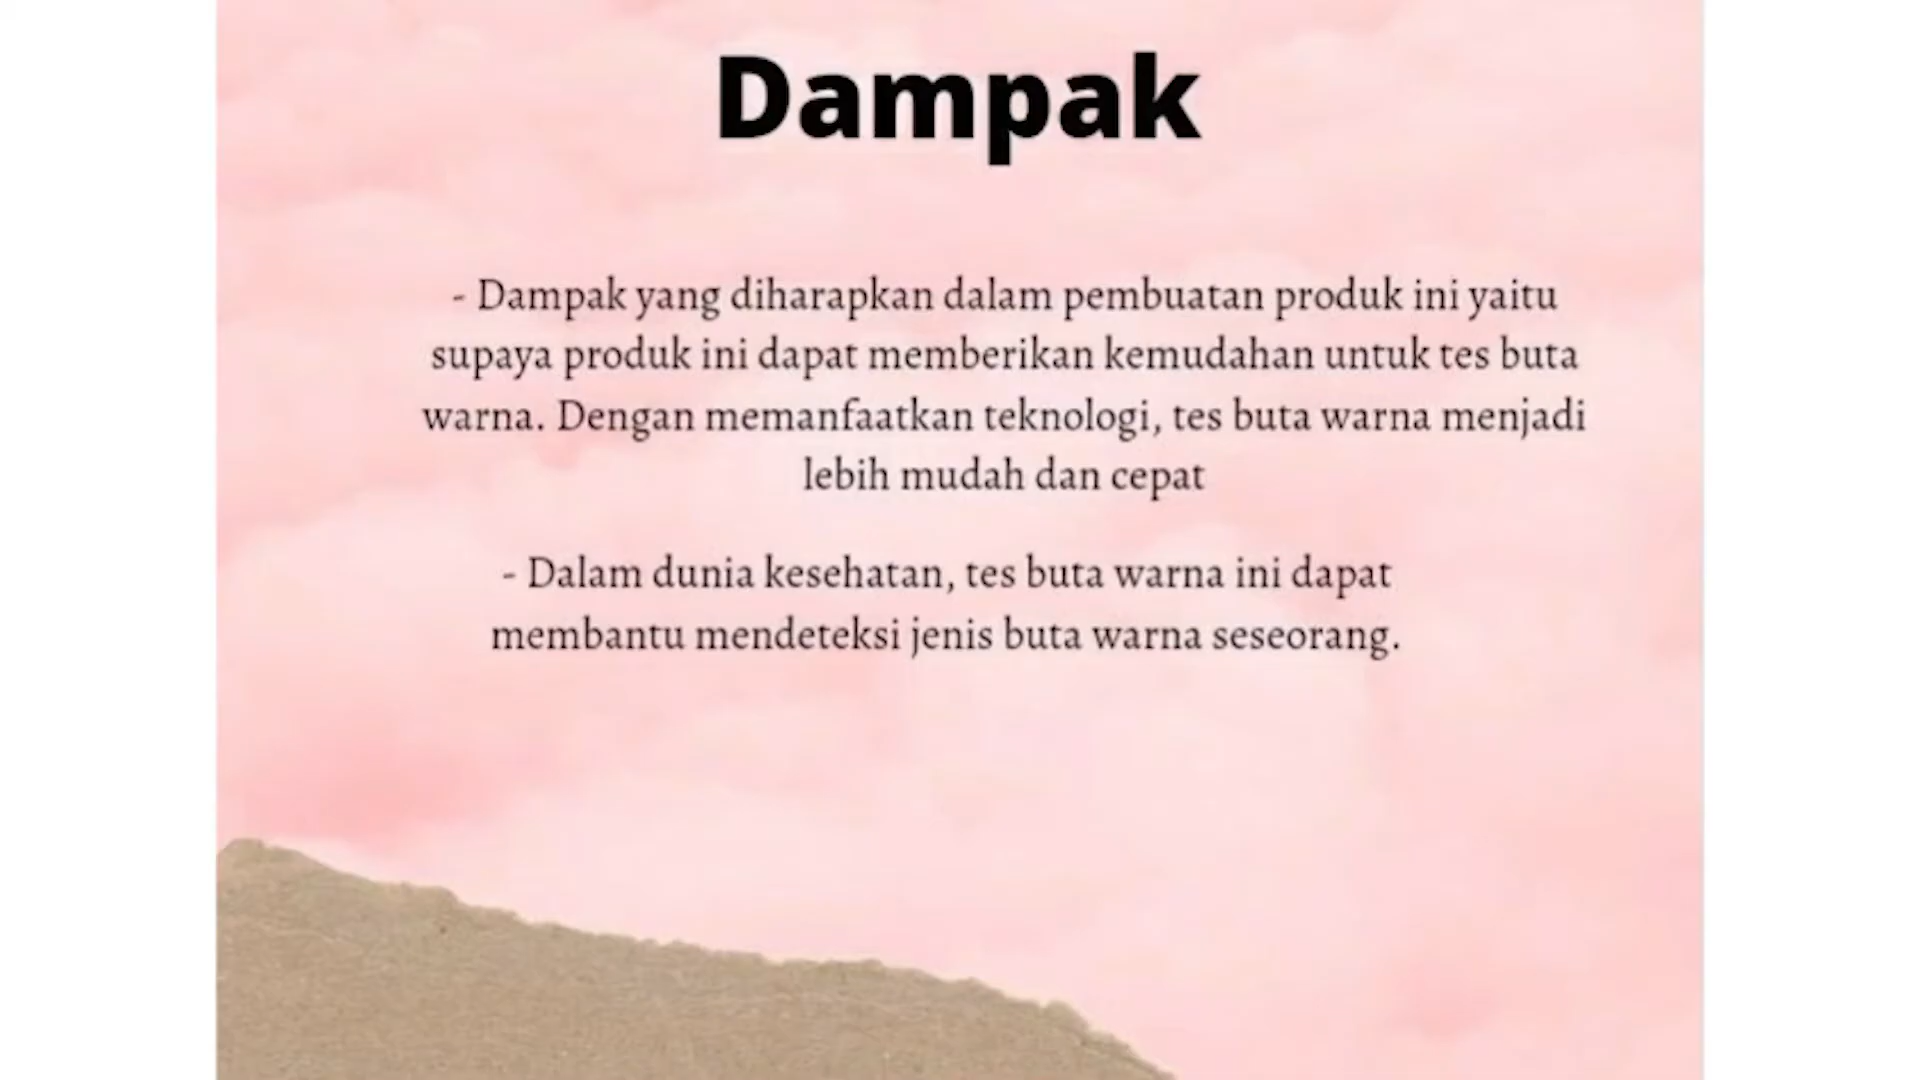 Dampak
- Dampak yang diharapkan dalam pembuatan produk ini yaitu
supaya produk ini dapat memberikan kemudahan untuk tes buta
warna. Dengan memanfaatkan teknologi, tes buta warna menjadi
lebih mudah dan cepat
- Dalam dunia kesehatan, tes buta warna ini dapat
membantu mendeteksi jenis buta warna seseorang.